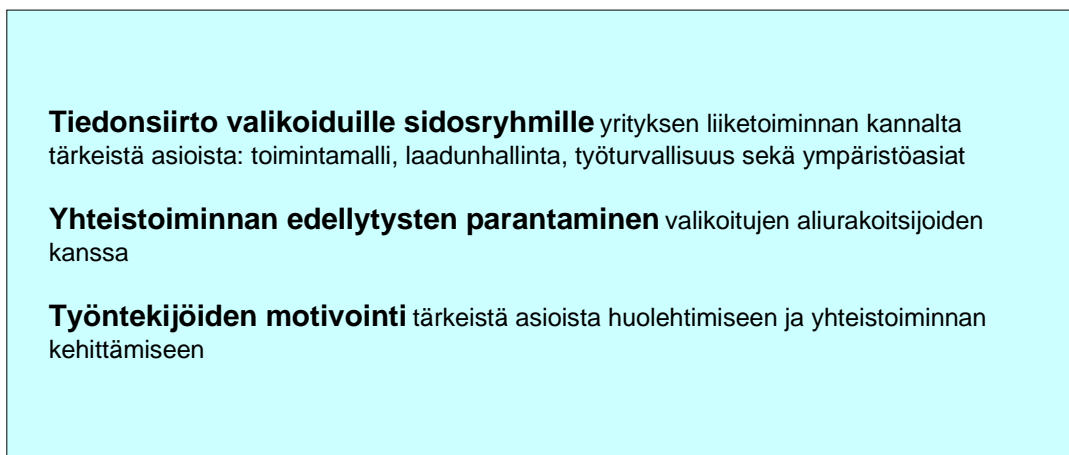 Tiedonsiirto valikoiduille sidosryhmille yrityksen liiketoiminnan kannalta
tärkeistä asioista: toimintamalli, laadunhallinta, työturvallisuus sekä ympäristöasiat
Yhteistoiminnan edellytysten parantaminen valikoitujen aliurakoitsijoiden
kanssa
Työntekijöiden motivointi tärkeistä asioista huolehtimiseen ja yhteistoiminnan
kehittämiseen